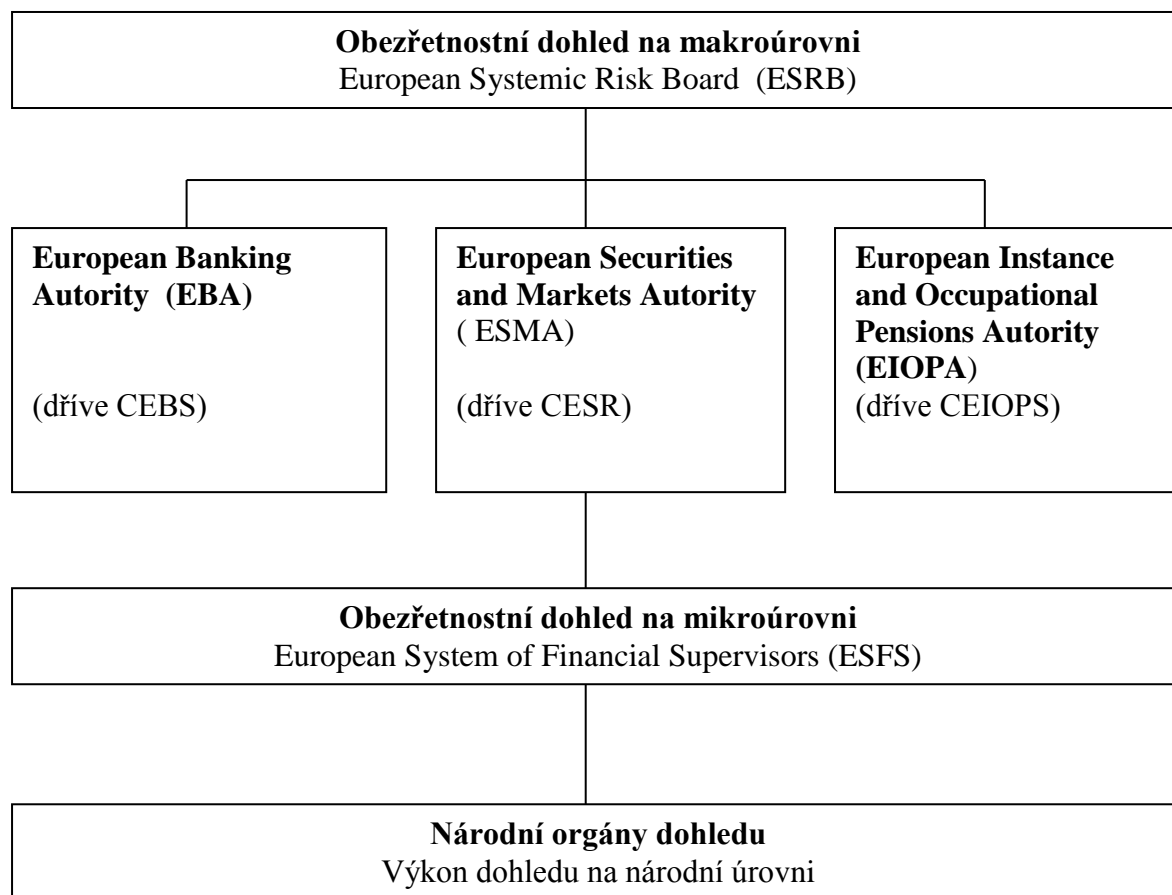 Obezřetnostní dohled na makroúrovni
European Systemic Risk Board (ESRB)
European Banking
Autority (EBA)
(dříve CEBS)
European Securities
and Markets Autority
( ESMA)
(dříve CESR)
European Instance
and Occupational
Pensions Autority
(EIOPA)
(dříve CEIOPS)
Obezřetnostní dohled na mikroúrovni
European System of Financial Supervisors (ESFS)
Národní orgány dohledu
Výkon dohledu na národní úrovni